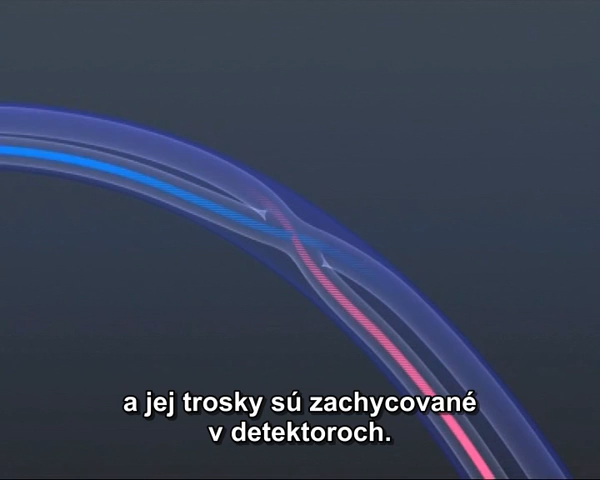 a jej trosky sú zachycované
v detektoroch.